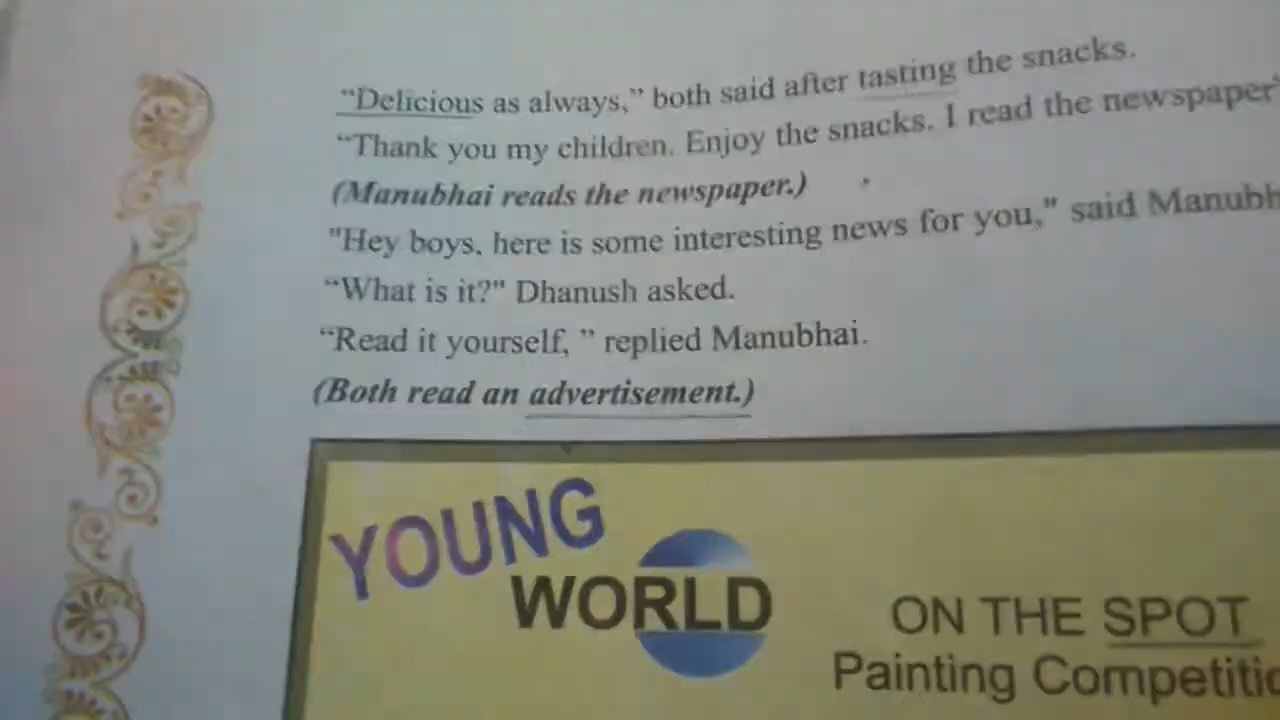 “Delicious as always,” both said after tasting the snacks.
“Thank you my children. Enjoy the snacks. I read the newspaper”
(Manubhai reads the newspaper.)
"Hey boys, here is some interesting news for you," said Manubh
“What is it?" Dhanush asked.
“Read it yourself, ” replied Manubhai.
(Both read an advertisement.)
YOUNG
WORLD
ON THE SPOT
Painting Competitio